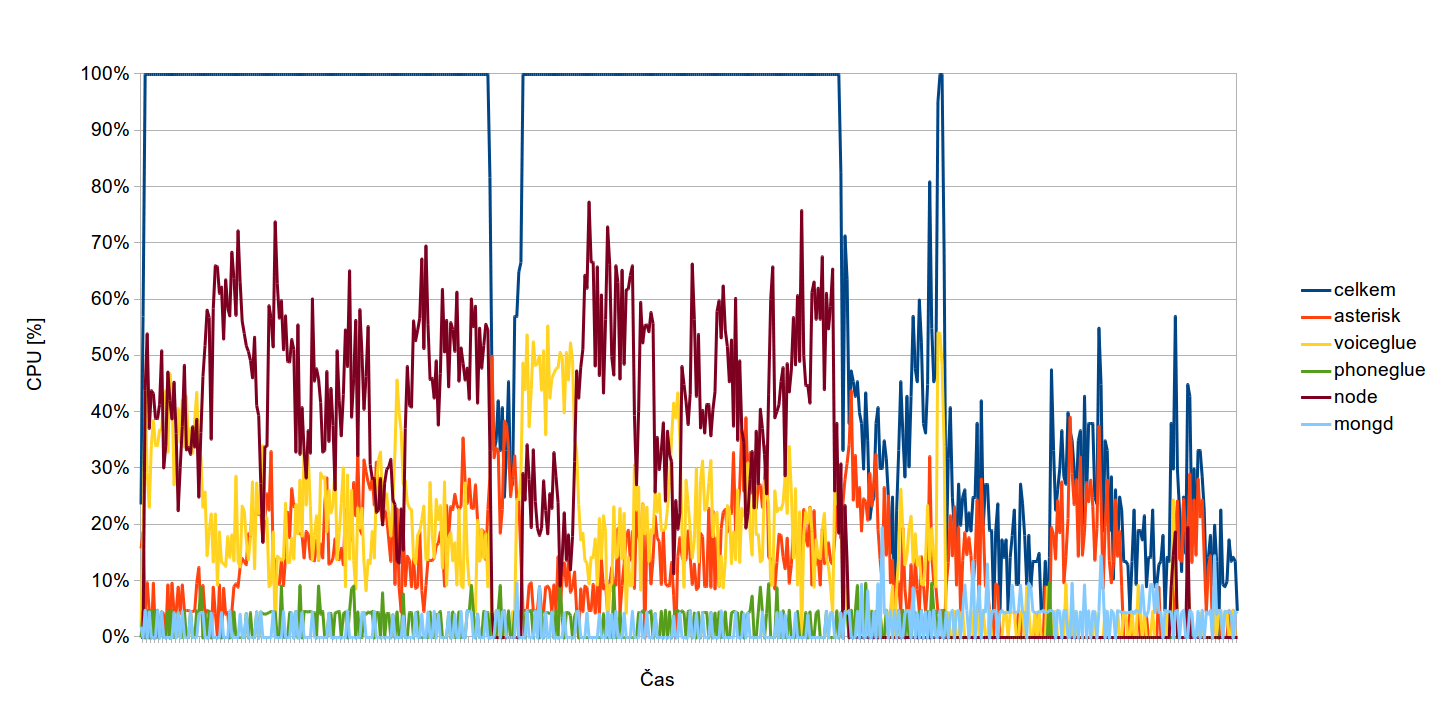 100%
90%
80%
70%
60%
50%
40%
30%
20%
10%
0%
CPU [%]
Čas
celkem
asterisk
voiceglue
phoneglue
node
mongd